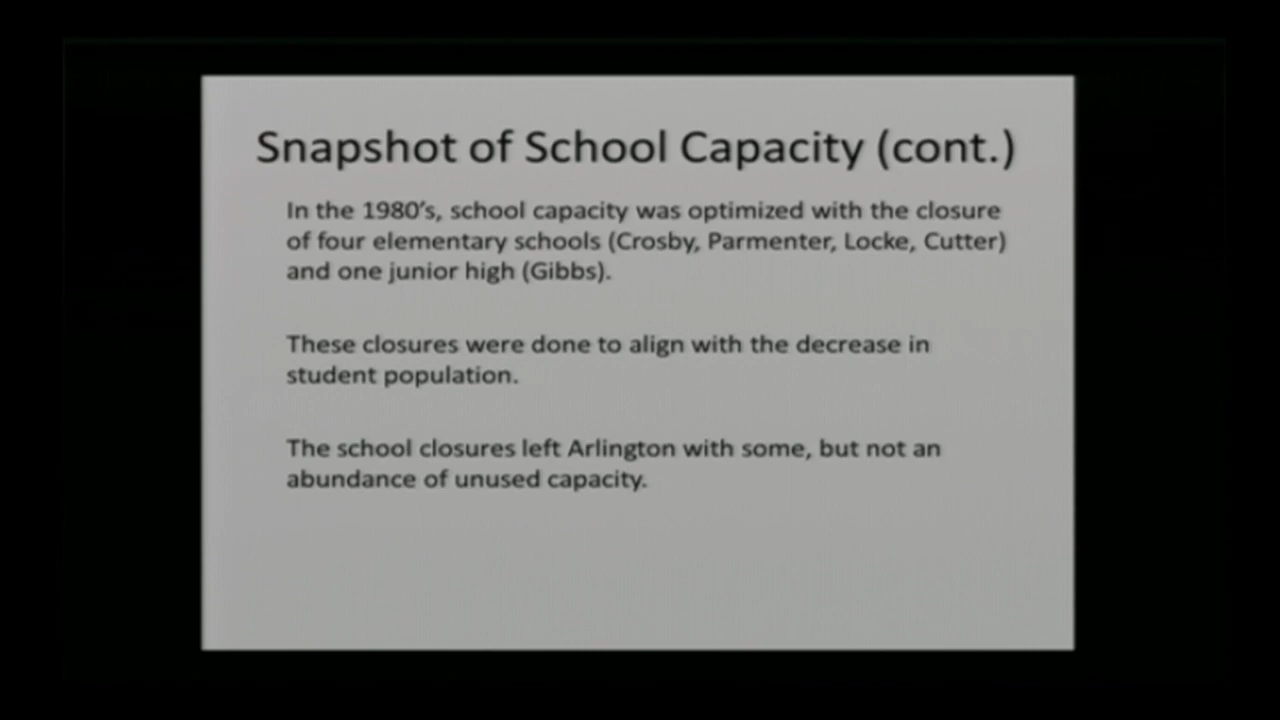 Snapshot of School Capacity (cont.)
In the 1980's, school capacity was optimized with the closure
of four elementary schools (Crosby, Parmenter, Locke, Cutter)
and one junior high (Gibbs).
These closures were done to align with the decrease in
student population.
The school closures left Arlington with some, but not an
abundance of unused capacity.